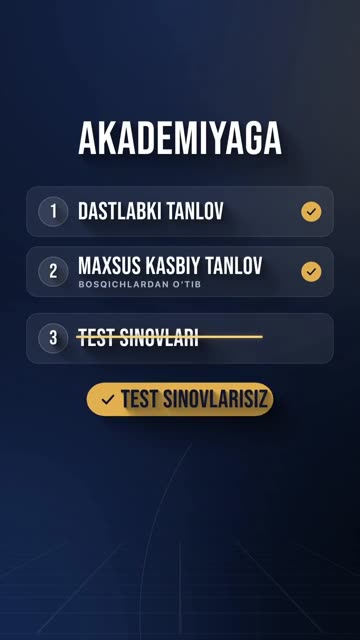 AKADEMIYAGA
1 DASTLABKI TANLOV
2 MAXSUS KASBIY TANLOV
BOSQICHLARDAN O'TIB
3 TEST SINOVLARI
TEST SINOVLARISIZ